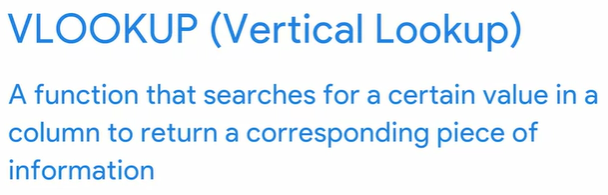 VLOOKUP (Vertical Lookup)
A function that searches for a certain value in a
column to return a corresponding piece of
information